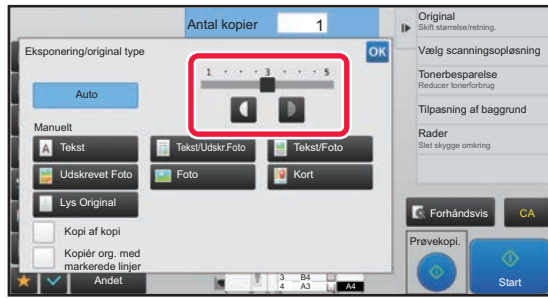 Antal kopier 1
Eksponering/original type
OK
1 · · · 3 · · · 5
Auto
Manuelt
A Tekst
Tekst/Udskr.Foto
Tekst/Foto
Udskrevet Foto
Foto
Kort
Lys Original
Kopi af kopi
Kopiér org. med
markerede linjer
Andet
3 B4
4 A3
A4
Original
Skift størrelse/retning.
Vælg scanningsopløsning
Tonerbesparelse
Reducer tonerforbrug
Tilpasning af baggrund
Rader
Slet skygge omkring
Forhåndsvis
CA
Prøvekopi.
Start